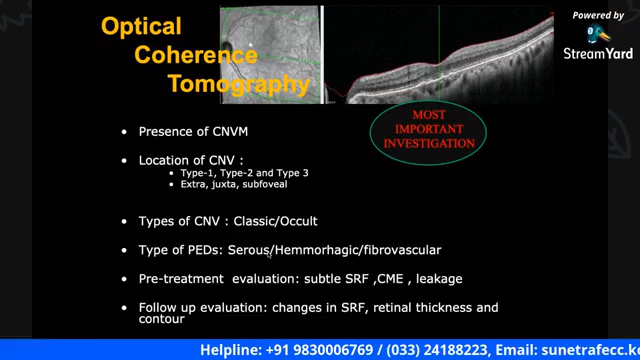 Optical
Coherence
Tomography
Powered by
StreamYard
MOST
IMPORTANT
INVESTIGATION
• Presence of CNVM
• Location of CNV :
• Type-1, Type-2 and Type 3
• Extra, juxta, subfoveal
• Types of CNV : Classic/Occult
• Type of PEDs: Serous/Hemmorhagic/fibrovascular
• Pre-treatment evaluation: subtle SRF ,CME , leakage
• Follow up evaluation: changes in SRF, retinal thickness and
contour
Helpline: +91 9830006769 / (033) 24188223, Email: sunetrafecc.k